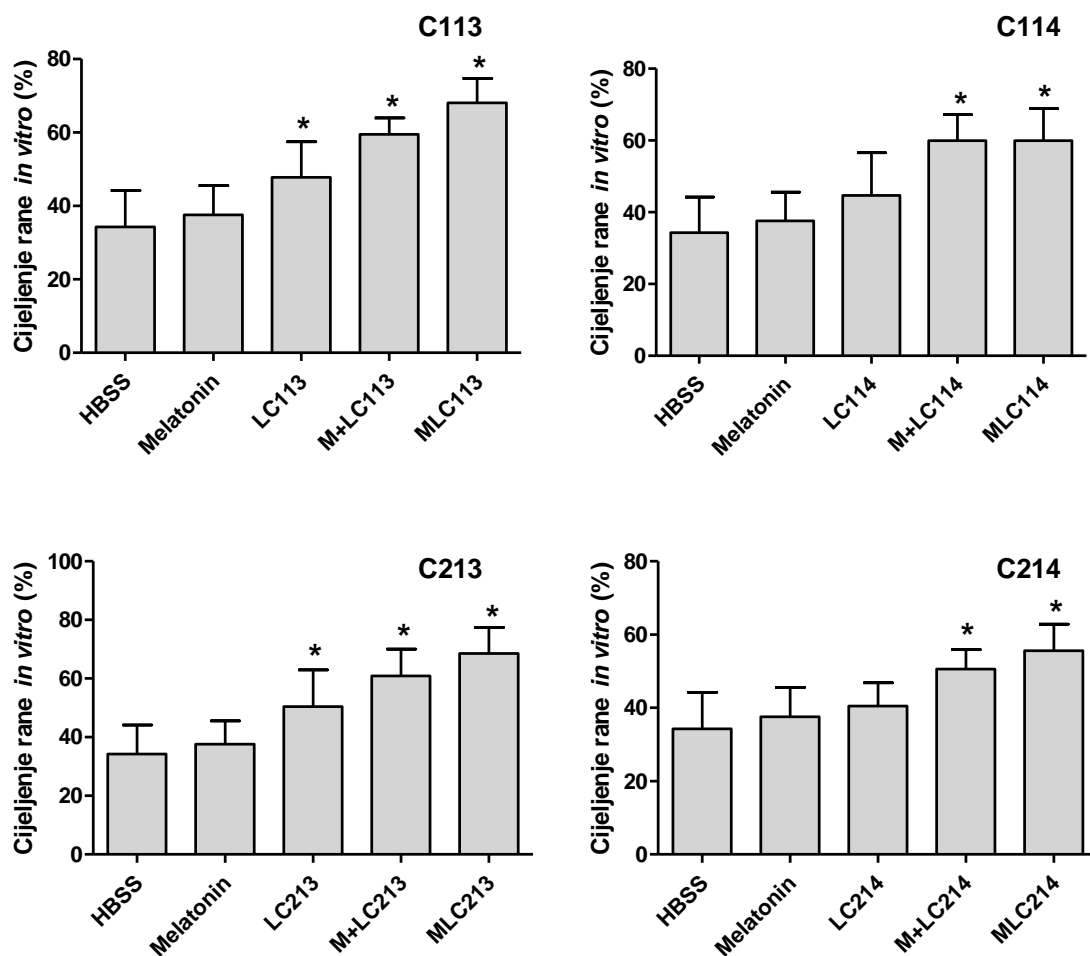 C113
Cijeljenje rane in vitro (%)
80
60
40
20
0
*
*
*
HBSS
Melatonin
LC113
M+LC113
MLC113
C114
Cijeljenje rane in vitro (%)
80
60
40
20
0
*
*
HBSS
Melatonin
LC114
M+LC114
MLC114
C213
Cijeljenje rane in vitro (%)
100
80
60
40
20
0
*
*
*
HBSS
Melatonin
LC213
M+LC213
MLC213
C214
Cijeljenje rane in vitro (%)
80
60
40
20
0
*
*
HBSS
Melatonin
LC214
M+LC214
MLC214